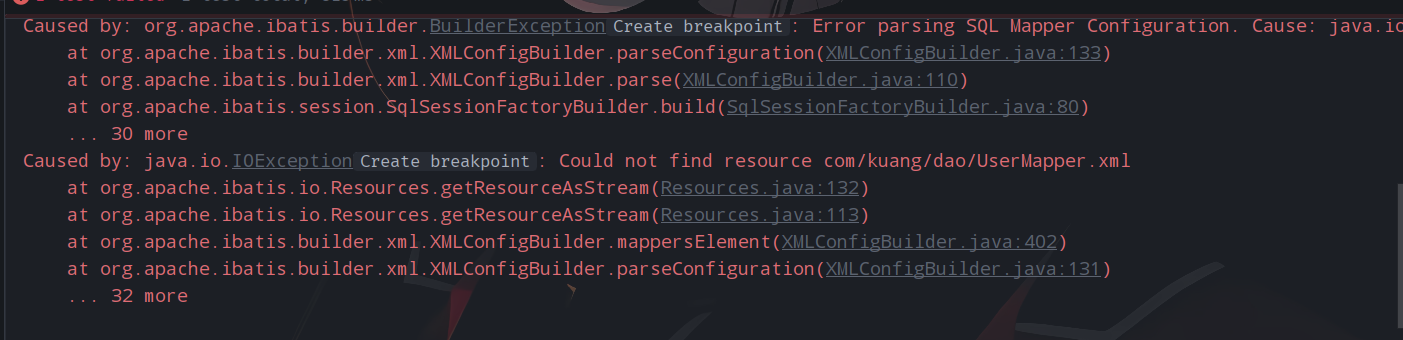 Caused by: org.apache.ibatis.builder.BuilderException Create breakpoint : Error parsing SQL Mapper Configuration. Cause: java.io
at org.apache.ibatis.builder.xml.XMLConfigBuilder.parseConfiguration(XMLConfigBuilder.java:133)
at org.apache.ibatis.builder.xml.XMLConfigBuilder.parse(XMLConfigBuilder.java:110)
at org.apache.ibatis.session.SqlSessionFactoryBuilder.build(SqlSessionFactoryBuilder.java:80)
... 30 more
Caused by: java.io.IOException Create breakpoint : Could not find resource com/kuang/dao/UserMapper.xml
at org.apache.ibatis.io.Resources.getResourceAsStream(Resources.java:132)
at org.apache.ibatis.io.Resources.getResourceAsStream(Resources.java:113)
at org.apache.ibatis.builder.xml.XMLConfigBuilder.mappersElement(XMLConfigBuilder.java:402)
at org.apache.ibatis.builder.xml.XMLConfigBuilder.parseConfiguration(XMLConfigBuilder.java:131)
... 32 more